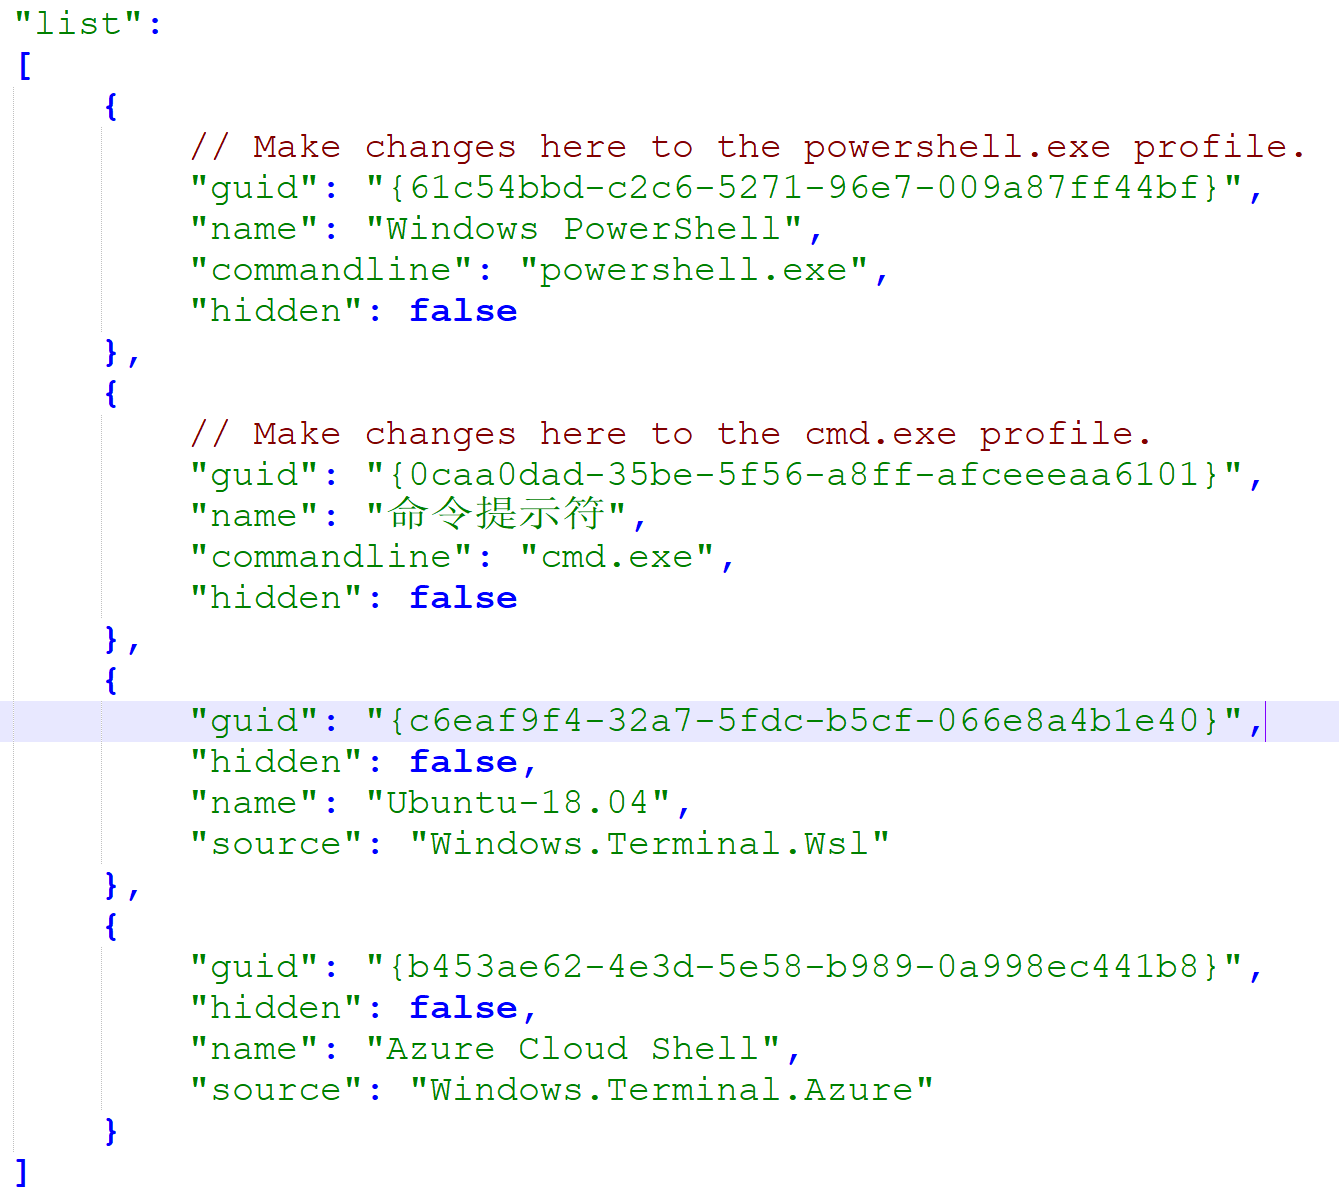 "list":
[
    {
        // Make changes here to the powershell.exe profile.
        "guid": "{61c54bbd-c2c6-5271-96e7-009a87ff44bf}",
        "name": "Windows PowerShell",
        "commandline": "powershell.exe",
        "hidden": false
    },
    {
        // Make changes here to the cmd.exe profile.
        "guid": "{0caa0dad-35be-5f56-a8ff-afceeeaa6101}",
        "name": "命令提示符",
        "commandline": "cmd.exe",
        "hidden": false
    },
    {
        "guid": "{c6eaf9f4-32a7-5fdc-b5cf-066e8a4b1e40}",
        "hidden": false,
        "name": "Ubuntu-18.04",
        "source": "Windows.Terminal.Wsl"
    },
    {
        "guid": "{b453ae62-4e3d-5e58-b989-0a998ec441b8}",
        "hidden": false,
        "name": "Azure Cloud Shell",
        "source": "Windows.Terminal.Azure"
    }
]